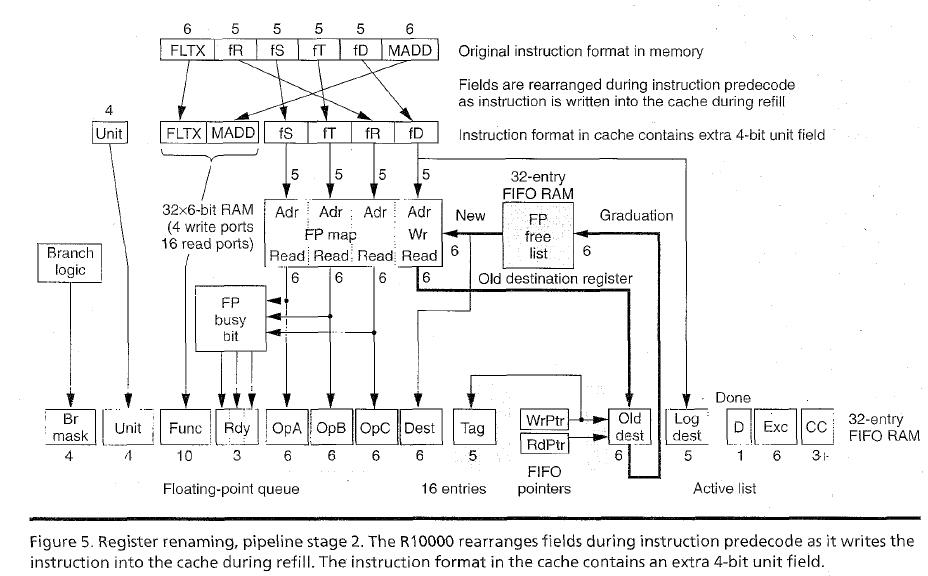 6 5 5 5 5 6
FLTX fR fS fT fD MADD Original instruction format in memory
Fields are rearranged during instruction predecode
as instruction is written into the cache during refill
4
Unit FLTX MADD fS fT fR fD Instruction format in cache contains extra 4-bit unit field
5 5 5 5
32-entry
FIFO RAM
32×6-bit RAM
(4 write ports
16 read ports)
Adr Adr Adr Adr
FP map Wr
Read Read Read Read
New
6
FP
free
list
Graduation
6
Branch
logic
6 6 6 6
Old destination register
FP
busy
bit
Done
Br
mask
Unit Func Rdy OpA OpB OpC Dest Tag
WrPtr
RdPtr
Old
dest
Log
dest
D Exc CC
32-entry
FIFO RAM
4 4 10 3 6 6 6 6 5 6 5 1 6 3
FIFO
pointers
Floating-point queue 16 entries Active list
Figure 5. Register renaming, pipeline stage 2. The R10000 rearranges fields during instruction predecode as it writes the
instruction into the cache during refill. The instruction format in the cache contains an extra 4-bit unit field.